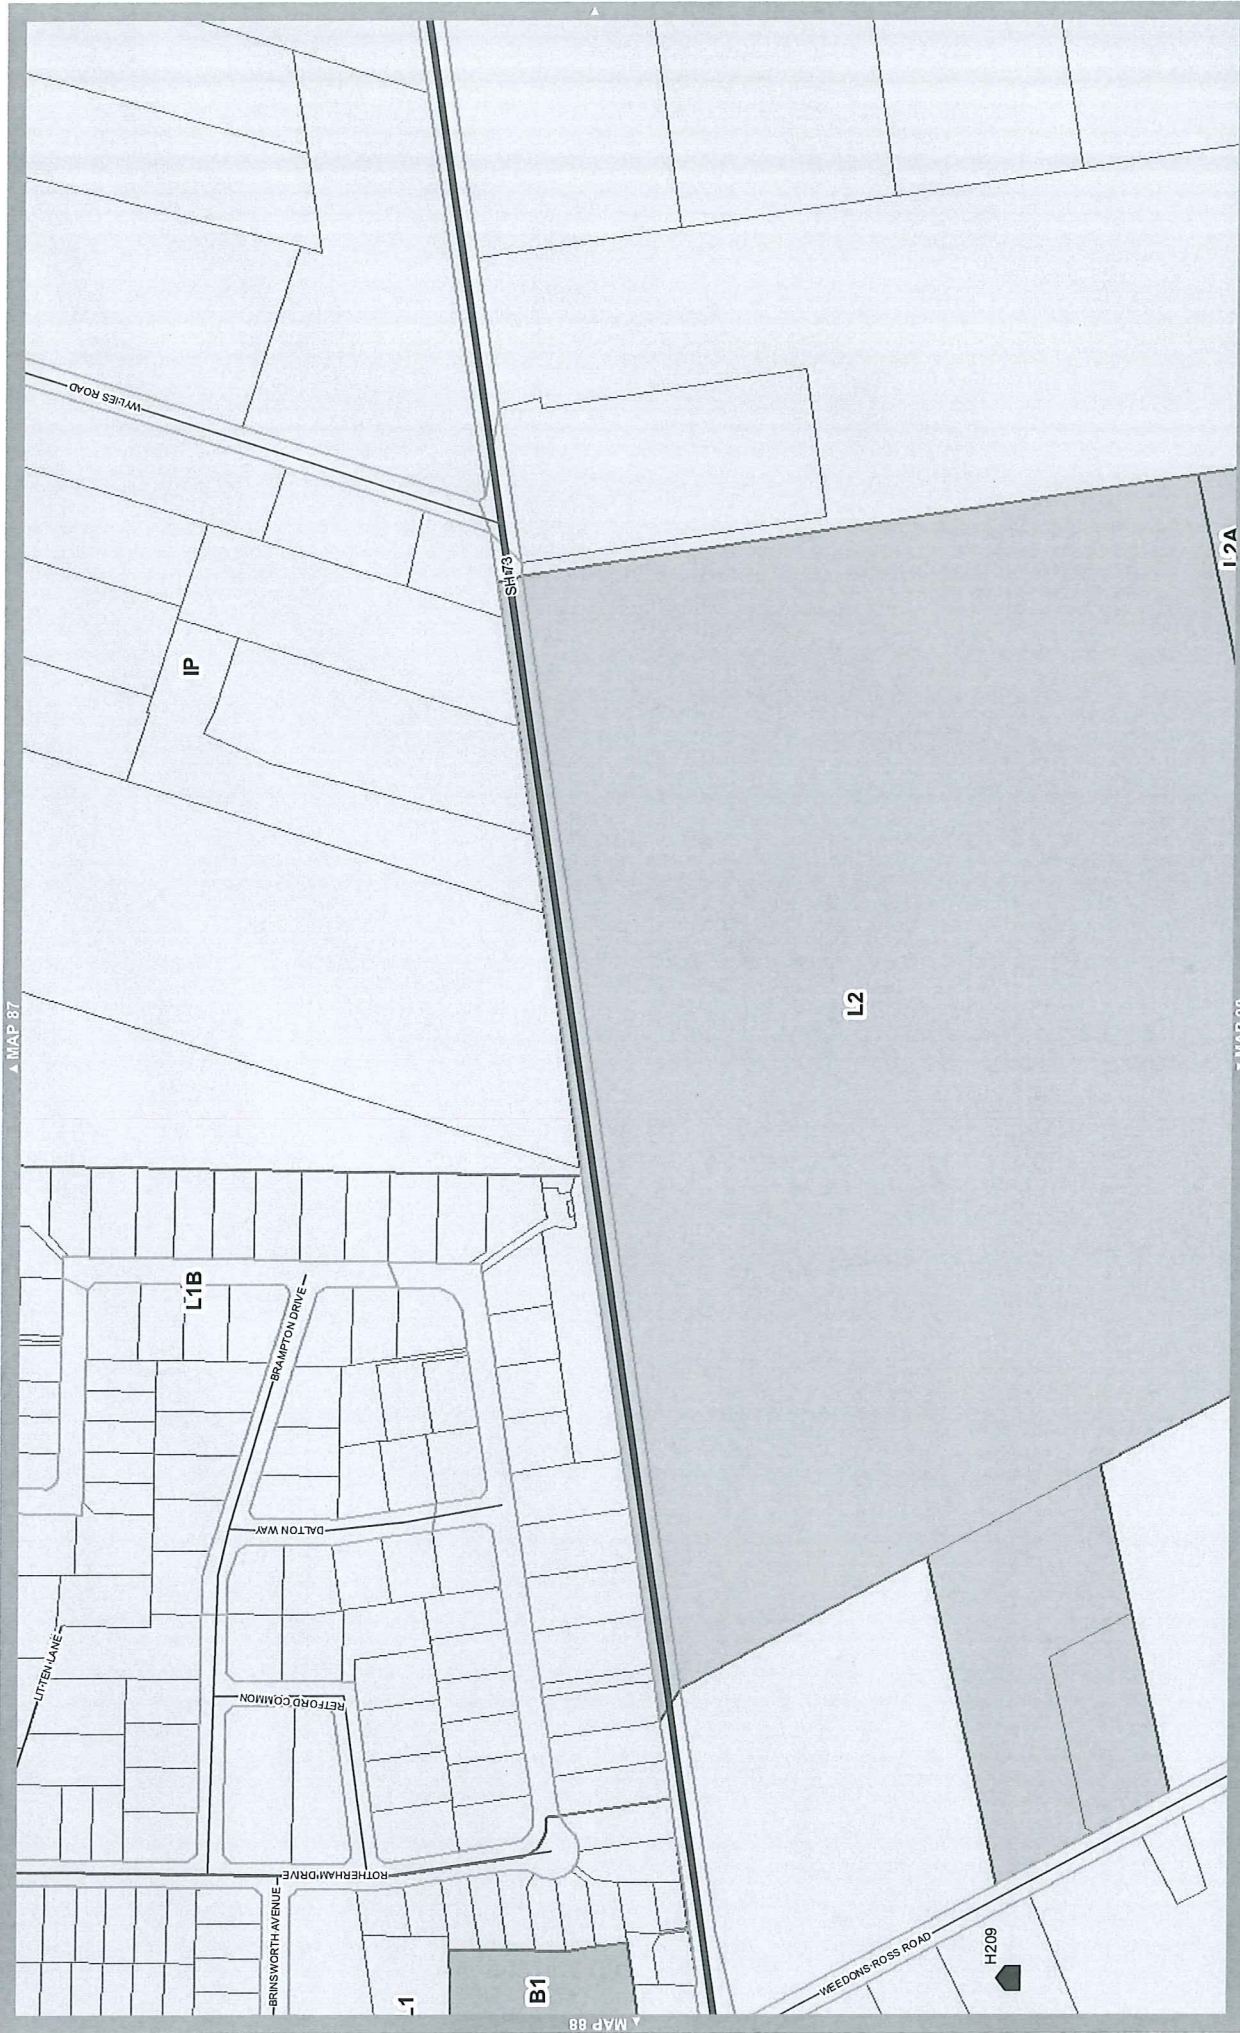 MAP 87
WYLIES ROAD
IP
SH 73
L2A
L2
L1B
BRAMPTON DRIVE
DALTON WAY
LITTEN LANE
RETFORD COMMON
ROTHERHAM DRIVE
BRINSWORTH AVENUE
L1
B1
WEEDONS-ROSS ROAD
H209
MAP 88
MAP